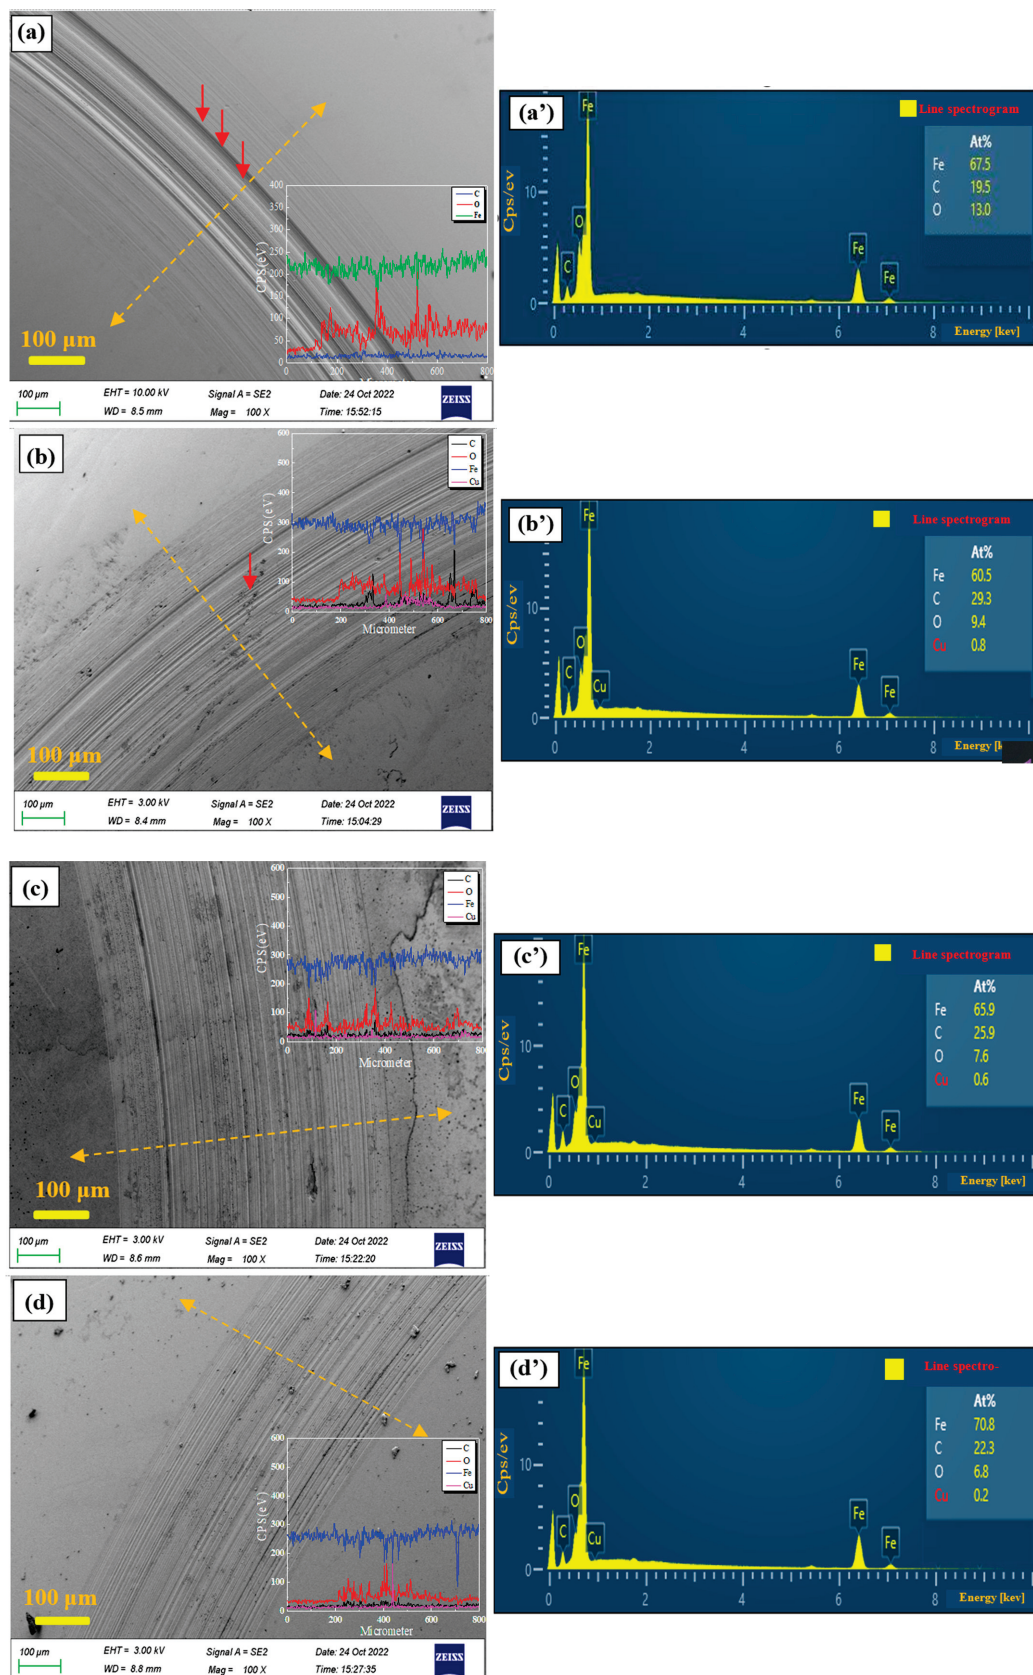 (a)
400
350
300
250
200
150
100
50
0
CPS(eV)
C
O
Fe
0 200 400 600 800
100 µm
100 µm
EHT = 10.00 kV
Signal A = SE2
Date: 24 Oct 2022
WD = 8.5 mm
Mag = 100 X
Time: 15:52:15
ZEISS
(a')
Fe
O
C
Fe
Fe
Line spectrogram
At%
Fe 67.5
C 19.5
O 13.0
Cps/ev
10
0
0 2 4 6 8
Energy [kev]
(b)
600
500
400
300
200
100
0
CPS(eV)
C
O
Fe
Cu
0 200 400 600 800
Micrometer
100 µm
100 µm
EHT = 3.00 kV
Signal A = SE2
Date: 24 Oct 2022
WD = 8.4 mm
Mag = 100 X
Time: 15:04:29
ZEISS
(b')
Fe
O
C
Cu
Fe
Fe
Line spectrogram
At%
Fe 60.5
C 29.3
O 9.4
Cu 0.8
Cps/ev
10
0
0 2 4 6 8
Energy
(c)
600
500
400
300
200
100
0
CPS(eV)
C
O
Fe
Cu
0 200 400 600 800
Micrometer
100 µm
100 µm
EHT = 3.00 kV
Signal A = SE2
Date: 24 Oct 2022
WD = 8.6 mm
Mag = 100 X
Time: 15:22:20
ZEISS
(c')
Fe
O
C
Cu
Fe
Fe
Line spectrogram
At%
Fe 65.9
C 25.9
O 7.6
Cu 0.6
Cps/ev
10
0
0 2 4 6 8
Energy [kev]
(d)
600
500
400
300
200
100
0
CPS(eV)
C
O
Fe
Cu
0 200 400 600 800
Micrometer
100 µm
100 µm
EHT = 3.00 kV
Signal A = SE2
Date: 24 Oct 2022
WD = 8.8 mm
Mag = 100 X
Time: 15:27:35
ZEISS
(d')
Fe
O
C
Cu
Fe
Fe
Line spectro-
At%
Fe 70.8
C 22.3
O 6.8
Cu 0.2
Cps/ev
10
0
0 2 4 6 8
Energy [kev]